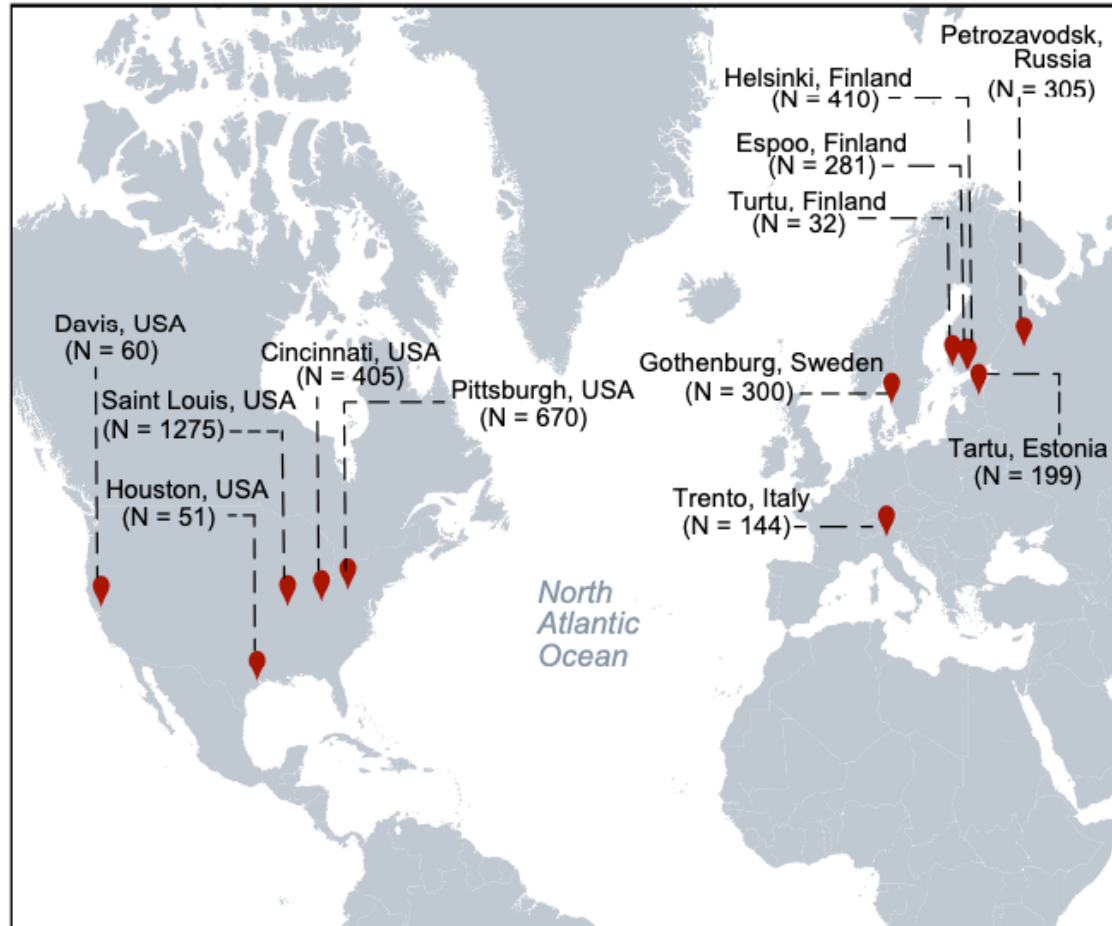 Petrozavodsk,
Russia
(N = 305)
Helsinki, Finland
(N = 410)
Espoo, Finland
(N = 281)
Turtu, Finland
(N = 32)
Davis, USA
(N = 60)
Cincinnati, USA
(N = 405)
Saint Louis, USA
(N = 1275)
Pittsburgh, USA
(N = 670)
Houston, USA
(N = 51)
Gothenburg, Sweden
(N = 300)
Tartu, Estonia
(N = 199)
Trento, Italy
(N = 144)
North
Atlantic
Ocean